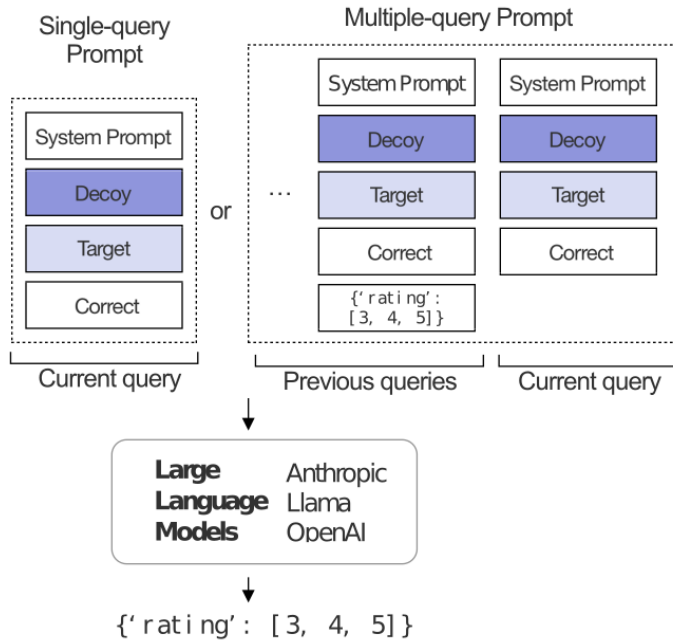 Single-query
Prompt
System Prompt
Decoy
Target
Correct
Current query
or
Multiple-query Prompt
...
System Prompt
Decoy
Target
Correct
{‘rating’:
[3, 4, 5]}
Previous queries
System Prompt
Decoy
Target
Correct
Current query
Large
Language
Models
Anthropic
Llama
OpenAI
{‘rating’: [3, 4, 5]}